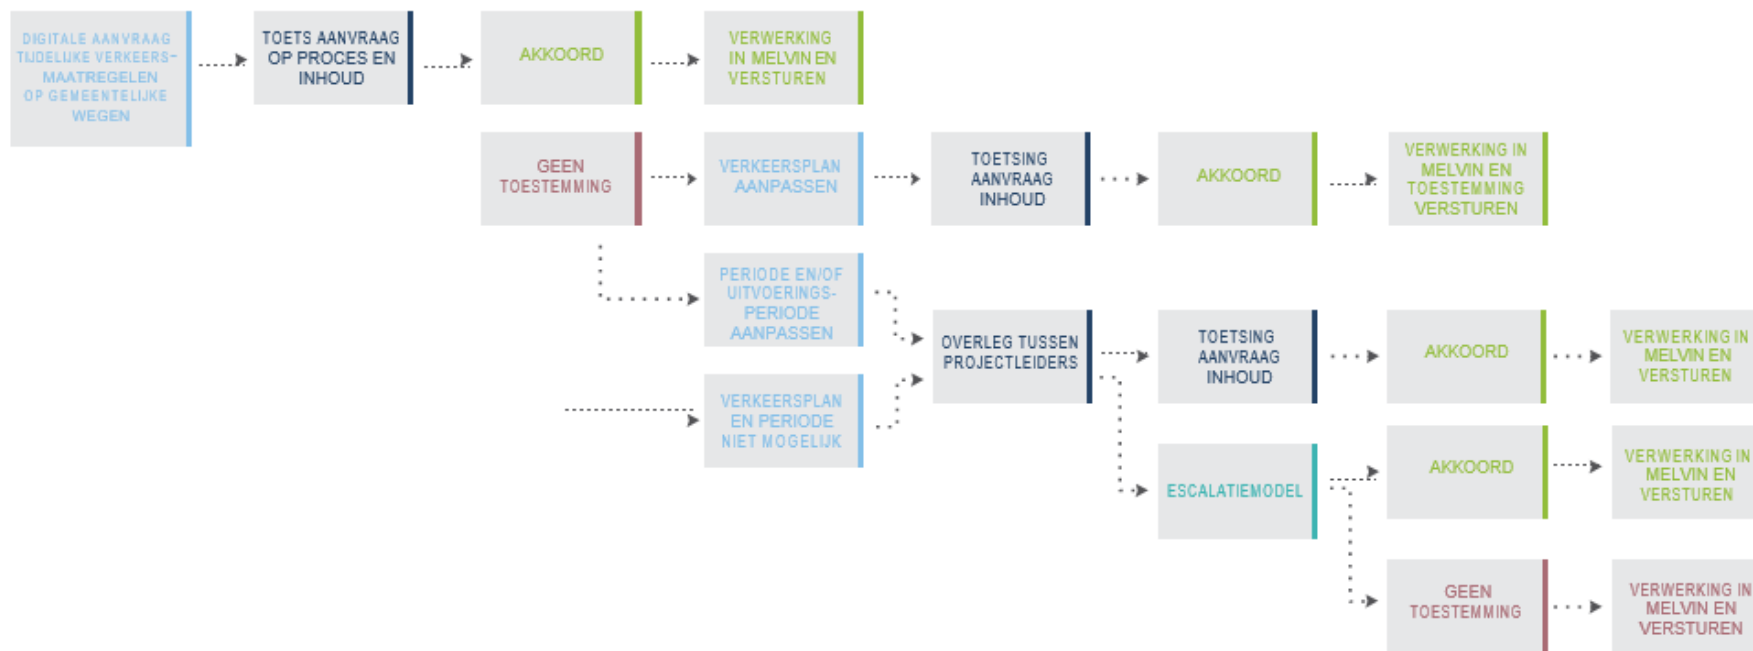 DIGITALE AANVRAAG
TIJDELIJKE VERKEERS-
MAATREGELEN
OP GEMEENTELIJKE
WEGEN
TOETS AANVRAAG
OP PROCES EN
INHOUD
AKKOORD
VERWERKING
IN MELVIN EN
VERSTUREN
GEEN
TOESTEMMING
VERKEERSPLAN
AANPASSEN
TOETSING
AANVRAAG
INHOUD
AKKOORD
VERWERKING IN
MELVIN EN
TOESTEMMING
VERSTUREN
PERIODE EN/OF
UITVOERINGS-
PERIODE
AANPASSEN
VERKEERSPLAN
EN PERIODE
NIET MOGELIJK
OVERLEG TUSSEN
PROJECTLEIDERS
TOETSING
AANVRAAG
INHOUD
AKKOORD
VERWERKING IN
MELVIN EN
VERSTUREN
ESCALATIEMODEL
AKKOORD
VERWERKING IN
MELVIN EN
VERSTUREN
GEEN
TOESTEMMING
VERWERKING IN
MELVIN EN
VERSTUREN